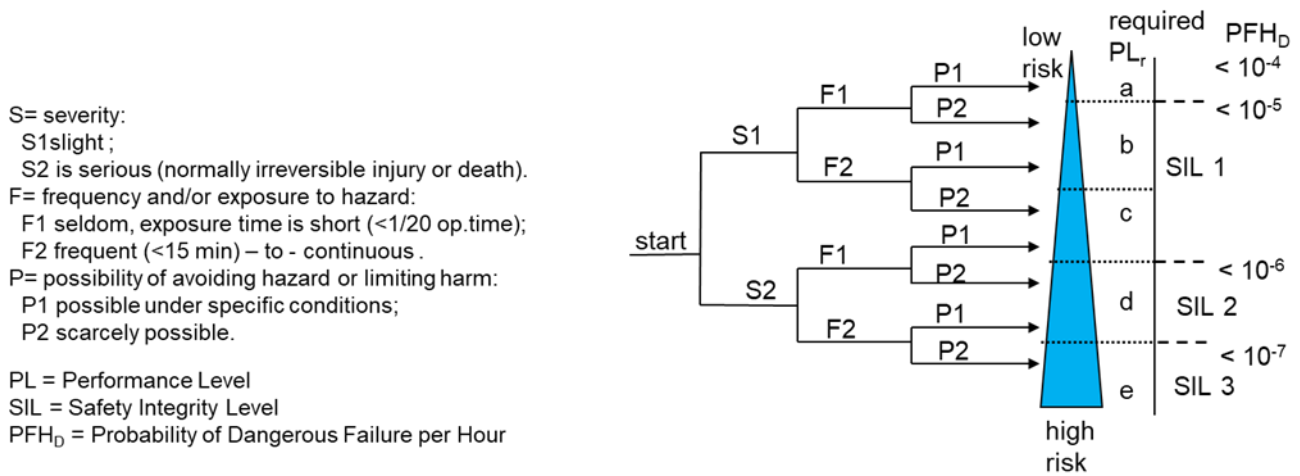 S= severity:
S1slight ;
S2 is serious (normally irreversible injury or death).
F= frequency and/or exposure to hazard:
F1 seldom, exposure time is short (<1/20 op.time);
F2 frequent (<15 min) – to - continuous .
P= possibility of avoiding hazard or limiting harm:
P1 possible under specific conditions;
P2 scarcely possible.
PL = Performance Level
SIL = Safety Integrity Level
PFHD = Probability of Dangerous Failure per Hour
start
S1
S2
F1
F2
F1
F2
P1
P2
P1
P2
P1
P2
P1
P2
low
risk
high
risk
required
PLr
a
b
c
d
e
SIL 1
SIL 2
SIL 3
PFHD
< 10-4
< 10-5
< 10-6
< 10-7